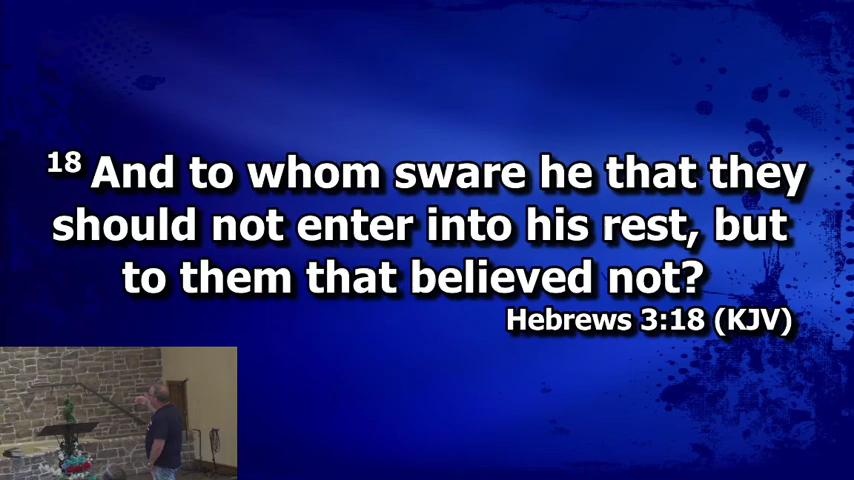 18 And to whom sware he that they
should not enter into his rest, but
to them that believed not?
Hebrews 3:18 (KJV)